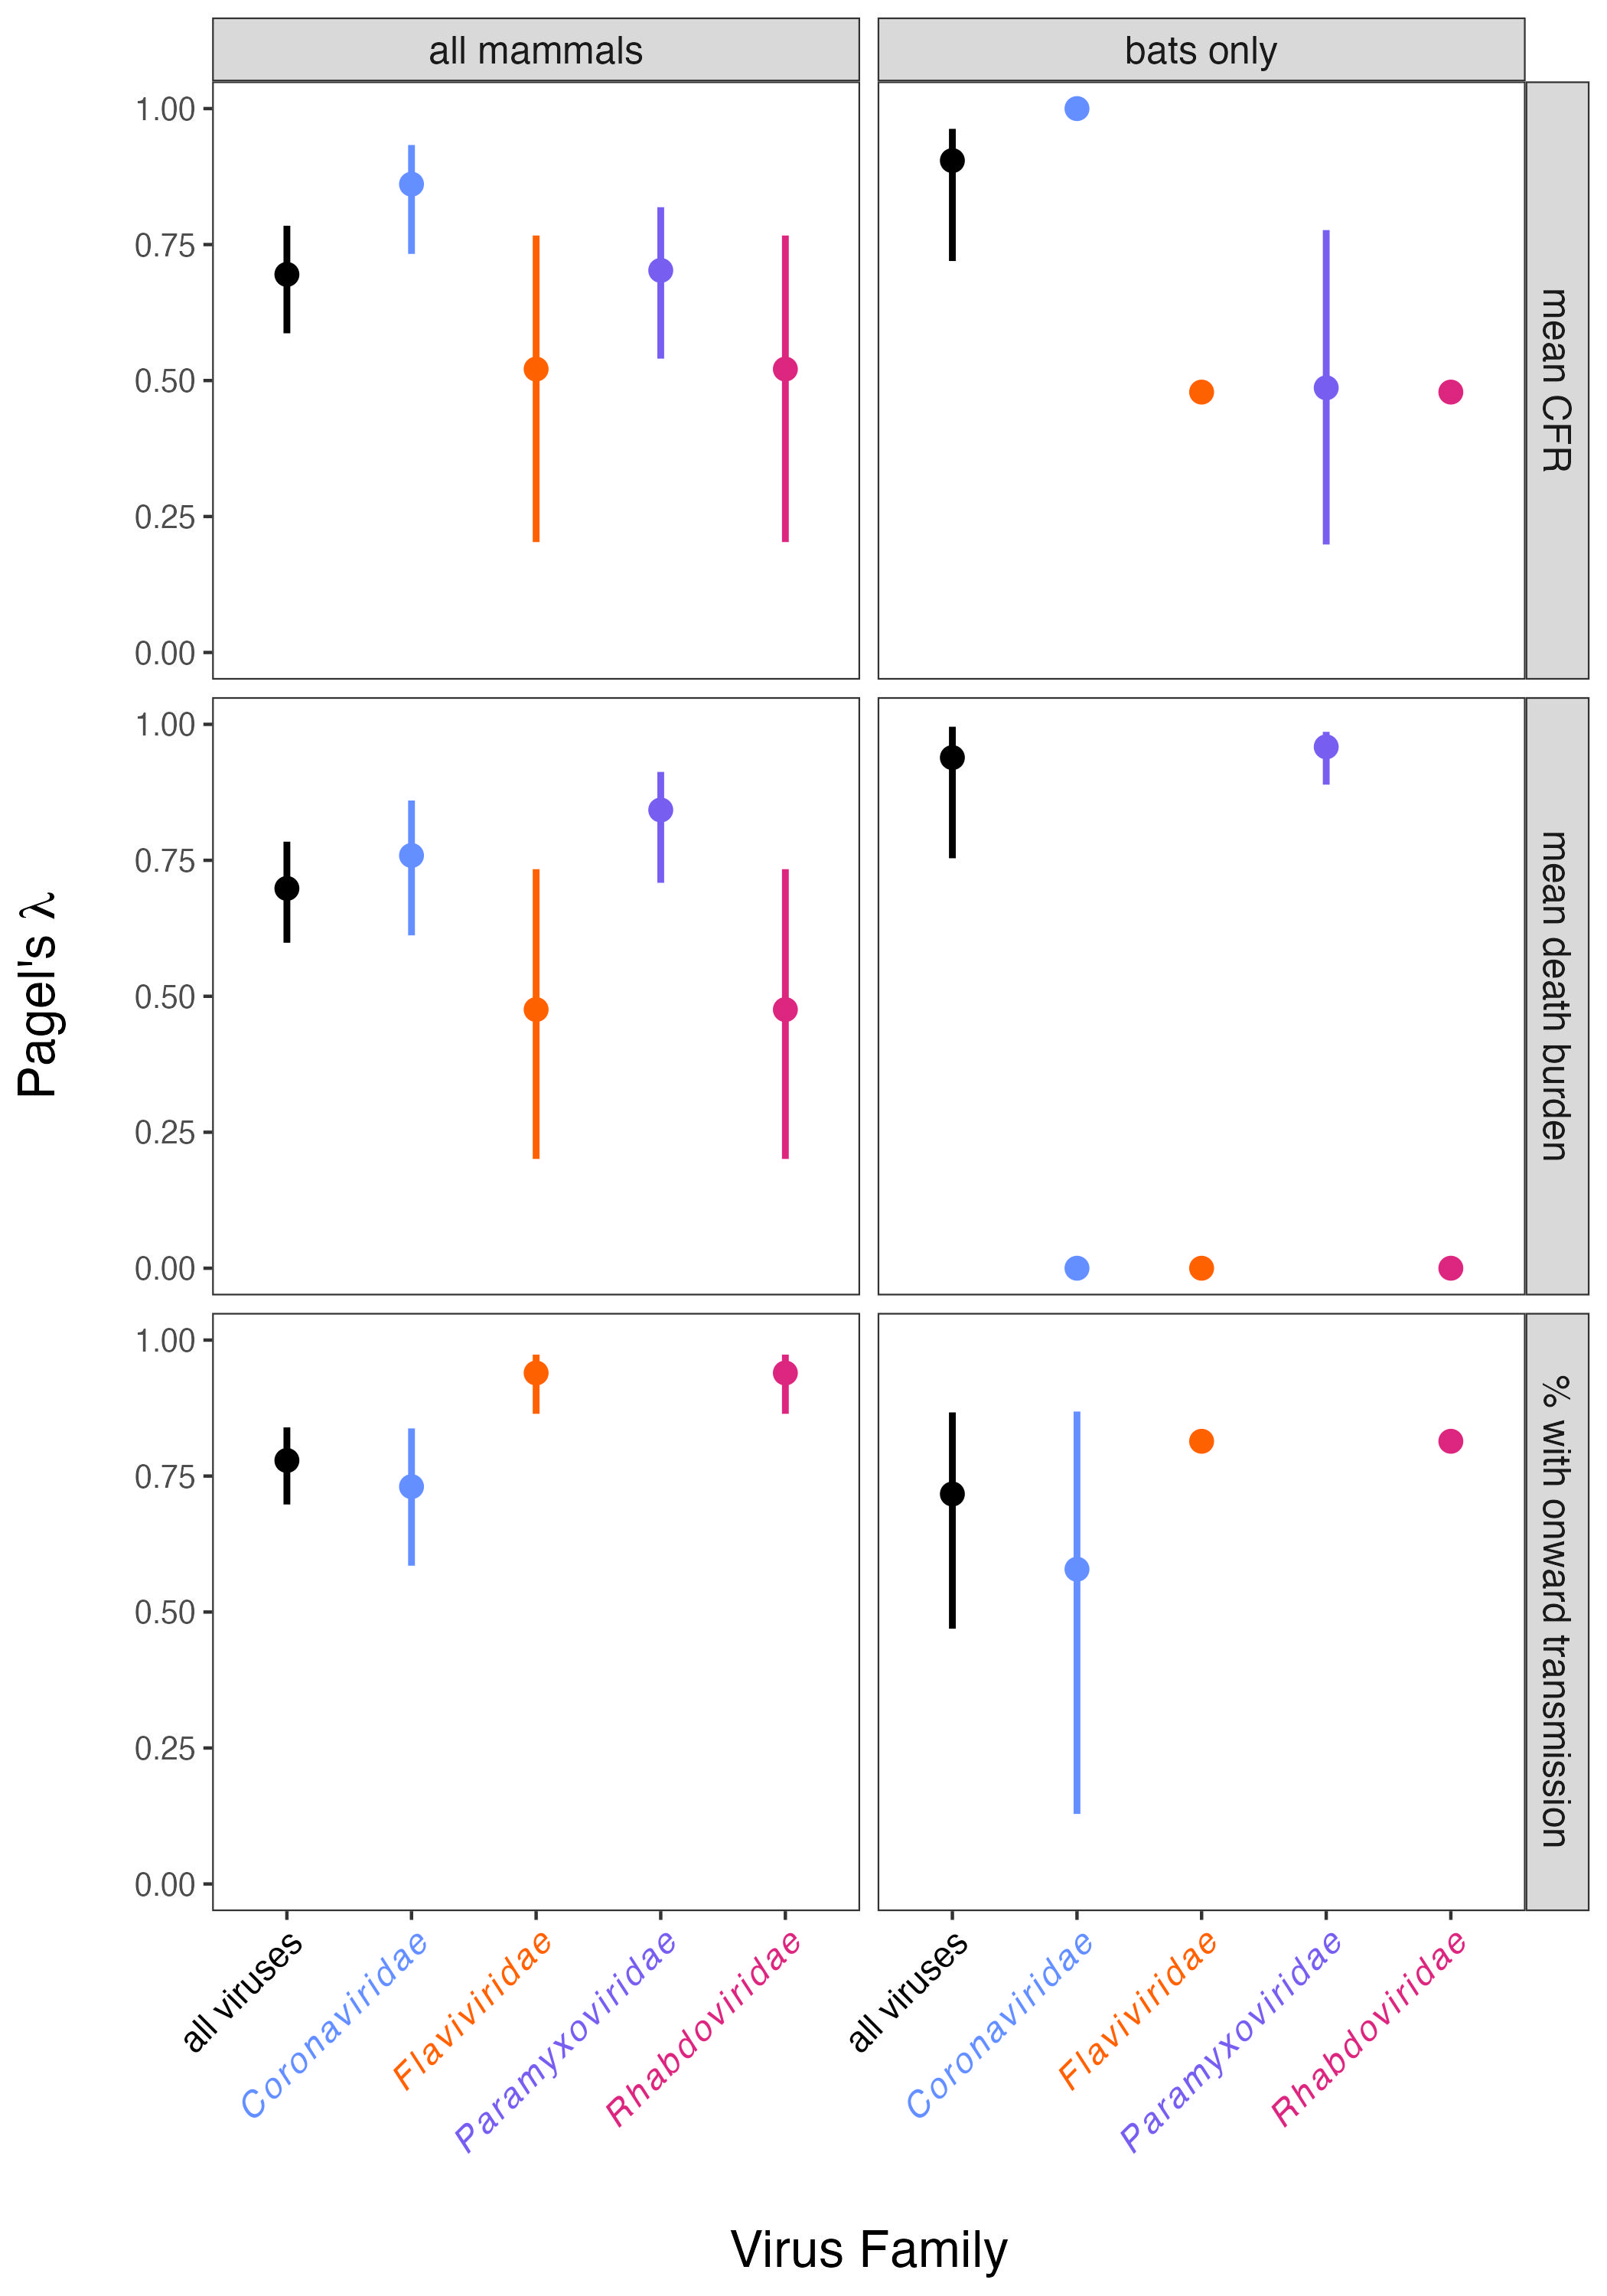 all mammals
bats only
1.00
0.75
0.50
0.25
0.00
mean CFR
1.00
0.75
0.50
0.25
0.00
mean death burden
1.00
0.75
0.50
0.25
0.00
% with onward transmission
Pagel's λ
all viruses
Coronaviridae
Flaviviridae
Paramyxoviridae
Rhabdoviridae
all viruses
Coronaviridae
Flaviviridae
Paramyxoviridae
Rhabdoviridae
Virus Family